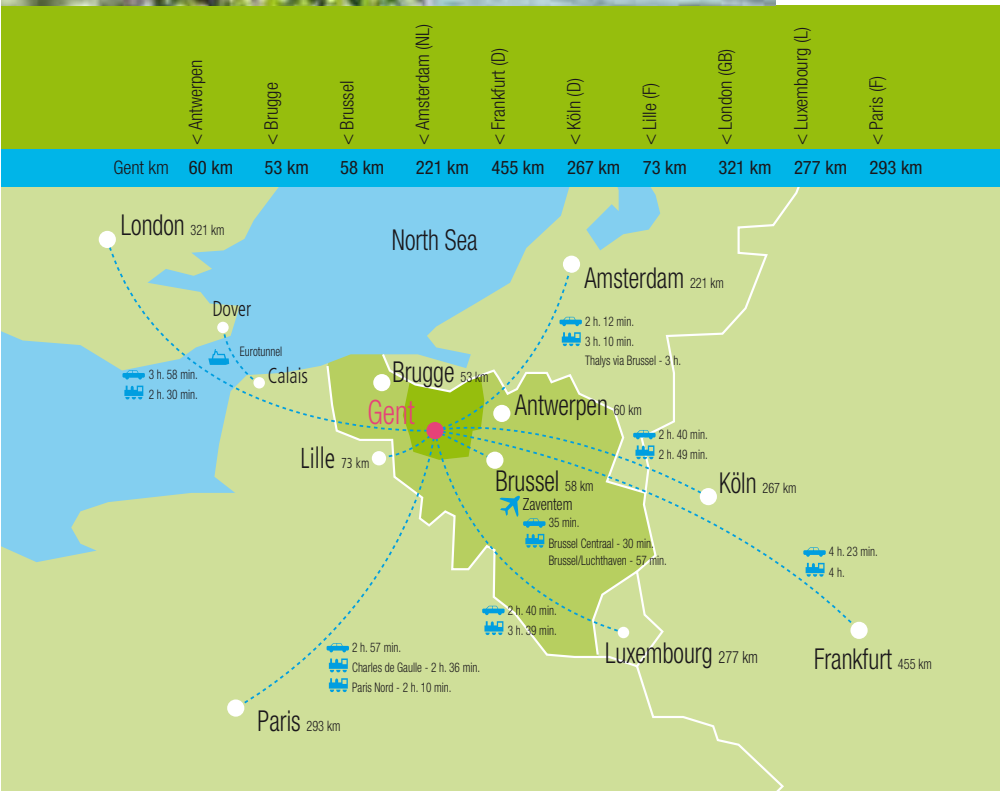 < Antwerpen
< Brugge
< Brussel
< Amsterdam (NL)
< Frankfurt (D)
< Köln (D)
< Lille (F)
< London (GB)
< Luxembourg (L)
< Paris (F)
Gent km 60 km 53 km 58 km 221 km 455 km 267 km 73 km 321 km 277 km 293 km
London 321 km
North Sea
Amsterdam 221 km
2 h. 12 min.
3 h. 10 min.
Thalys via Brussel - 3 h.
Dover
Eurotunnel
Calais
3 h. 58 min.
2 h. 30 min.
Brugge 53 km
Gent
Antwerpen 60 km
Lille 73 km
2 h. 40 min.
2 h. 49 min.
Köln 267 km
Brussel 58 km
Zaventem
35 min.
Brussel Centraal - 30 min.
Brussel/Luchthaven - 57 min.
4 h. 23 min.
4 h.
Frankfurt 455 km
2 h. 40 min.
3 h. 39 min.
Luxembourg 277 km
2 h. 57 min.
Charles de Gaulle - 2 h. 36 min.
Paris Nord - 2 h. 10 min.
Paris 293 km